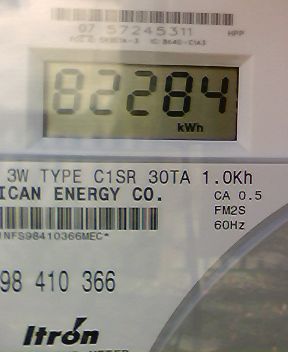 07 57245311 HPP
82284
kWh
3W TYPE C1SR 30TA 1.0Kh
ICAN ENERGY CO.
CA 0.5
FM2S
60Hz
INFS98410366MEC*
98 410 366
Itron